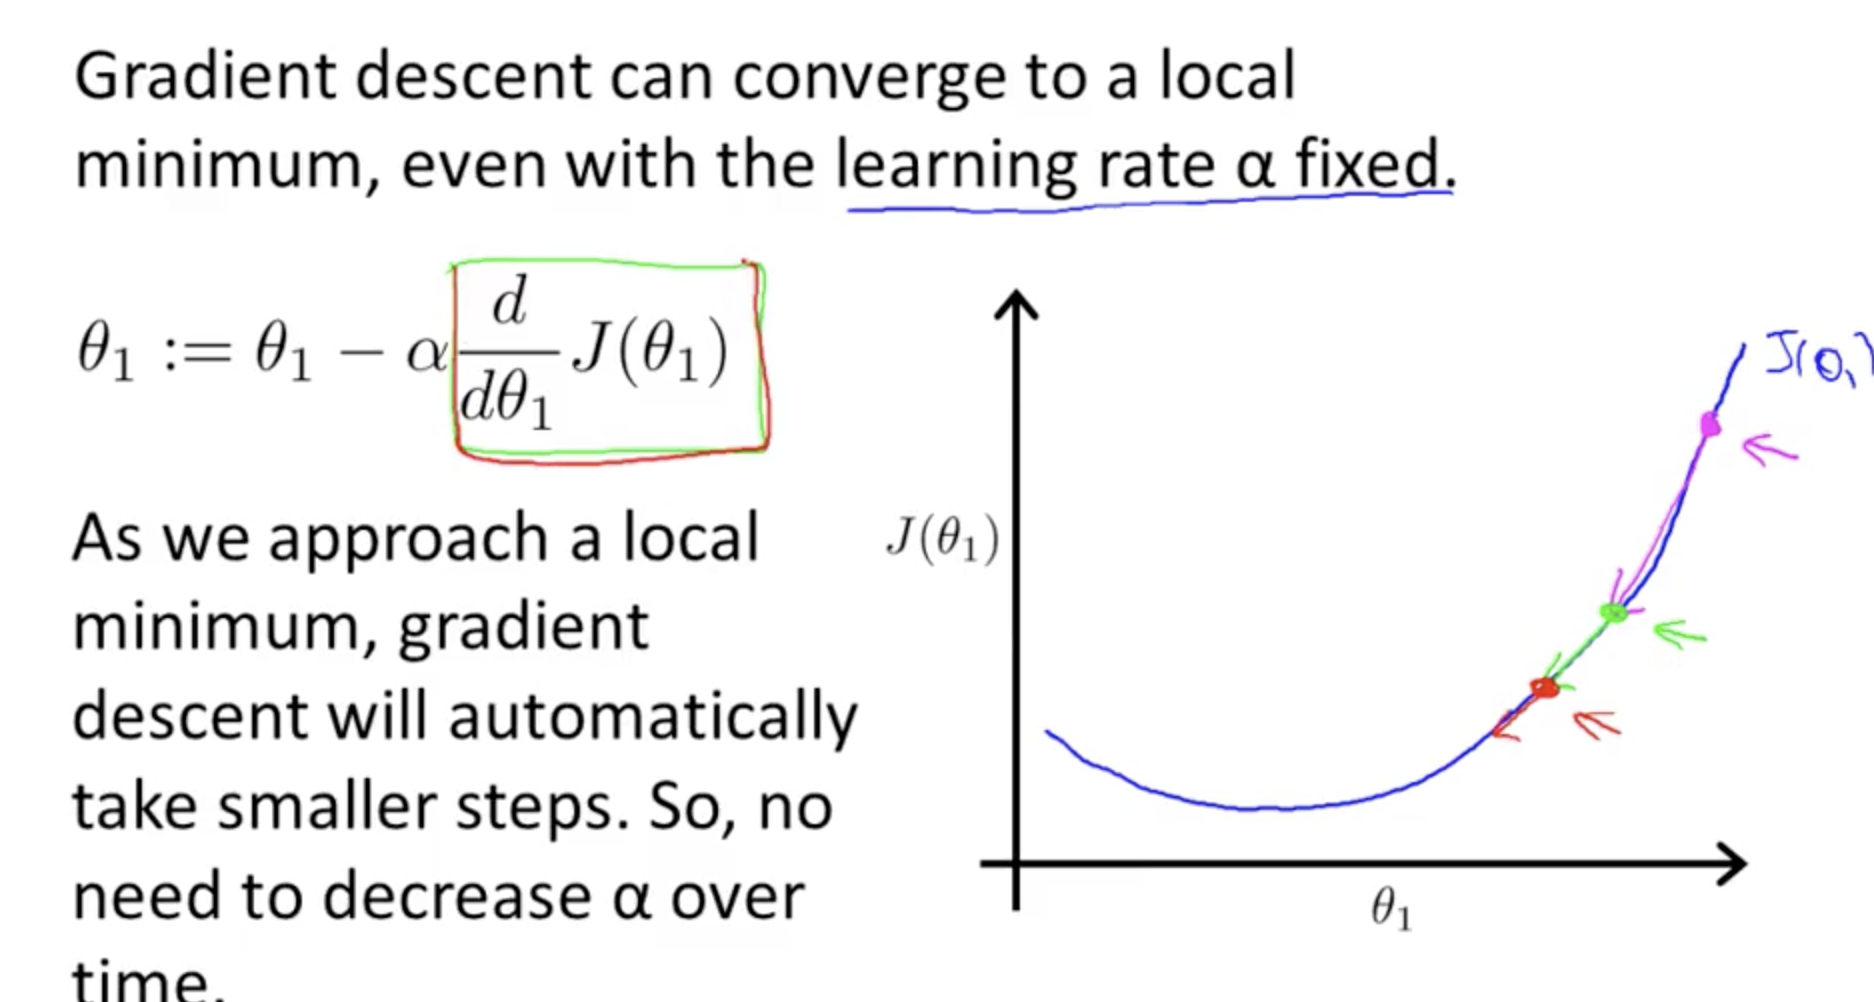 Gradient descent can converge to a local
minimum, even with the learning rate α fixed.
θ₁ := θ₁ − α d/dθ₁ J(θ₁)
As we approach a local
minimum, gradient
descent will automatically
take smaller steps. So, no
need to decrease α over
time.
J(θ₁)
J(θ₁)
θ₁